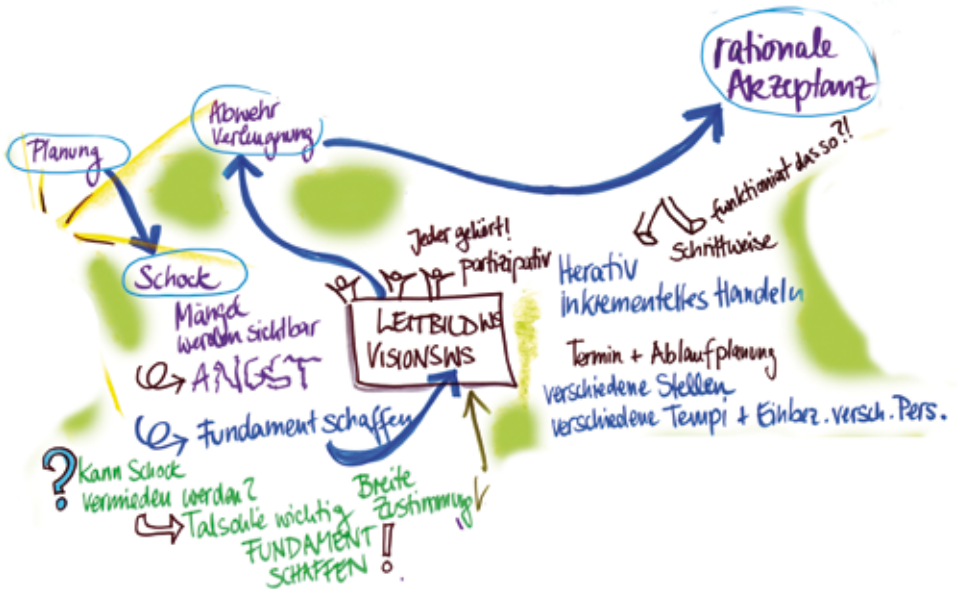 rationale
Akzeptanz
Abwehr
Verleugnung
Planung
funktioniert das so?!
Schrittweise
Jeder gehört!
partizipativ
Schock
Mängel
werden sichtbar
ANGST
LEITBILDWS
VISIONSWS
Iterativ
inkrementelles Handeln
Termin + Ablaufplanung
verschiedene Stellen
verschiedene Tempi + Einbez. versch. Pers.
Fundament schaffen
? Kann Schock
vermieden werden?
Talsohle wichtig
FUNDAMENT
SCHAFFEN !
Breite
Zustimmung